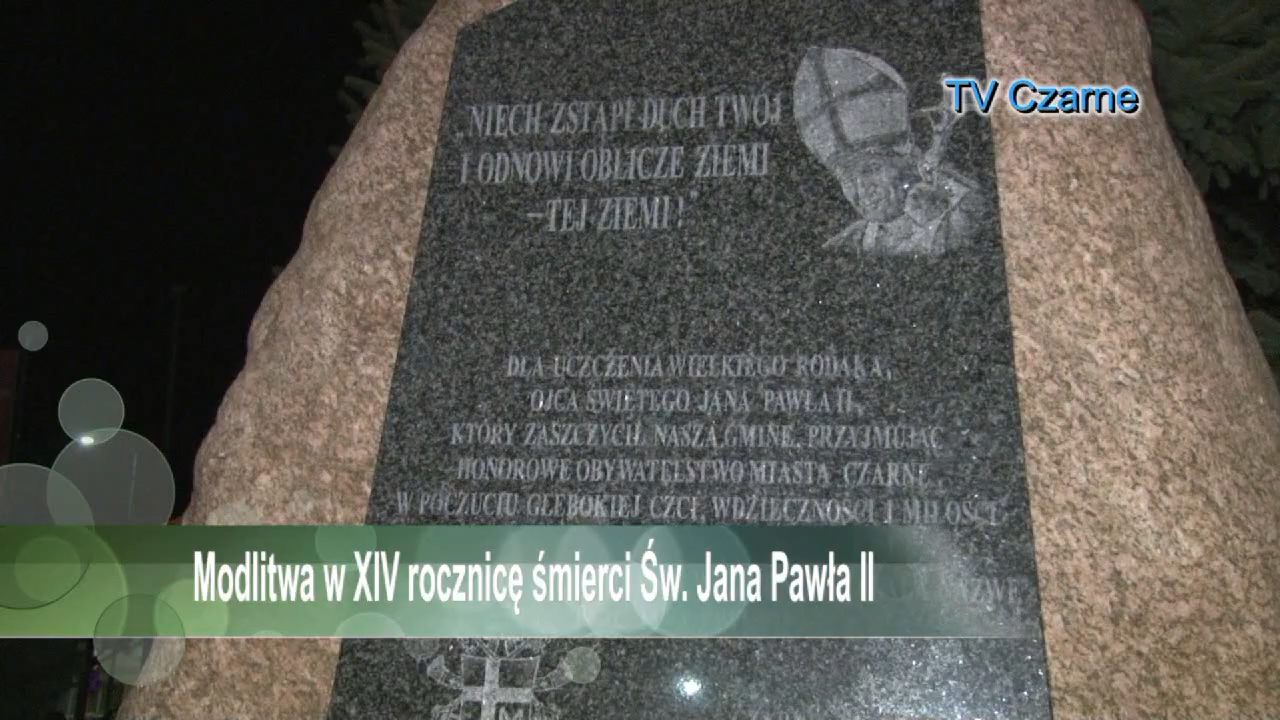 TV Czarne
„NIECH ZSTĄPI DUCH TWÓJ
I ODNOWI OBLICZE ZIEMI
–TEJ ZIEMI!”
DLA UCZCZENIA WIELKIEGO RODAKA,
OJCA ŚWIĘTEGO JANA PAWŁA II,
KTÓRY ZASZCZYCIŁ NASZĄ GMINĘ, PRZYJMUJĄC
HONOROWE OBYWATELSTWO MIASTA CZARNE
W POCZUCIU GŁĘBOKIEJ CZCI, WDZIĘCZNOŚCI I MIŁOŚCI
Modlitwa w XIV rocznicę śmierci Św. Jana Pawła II